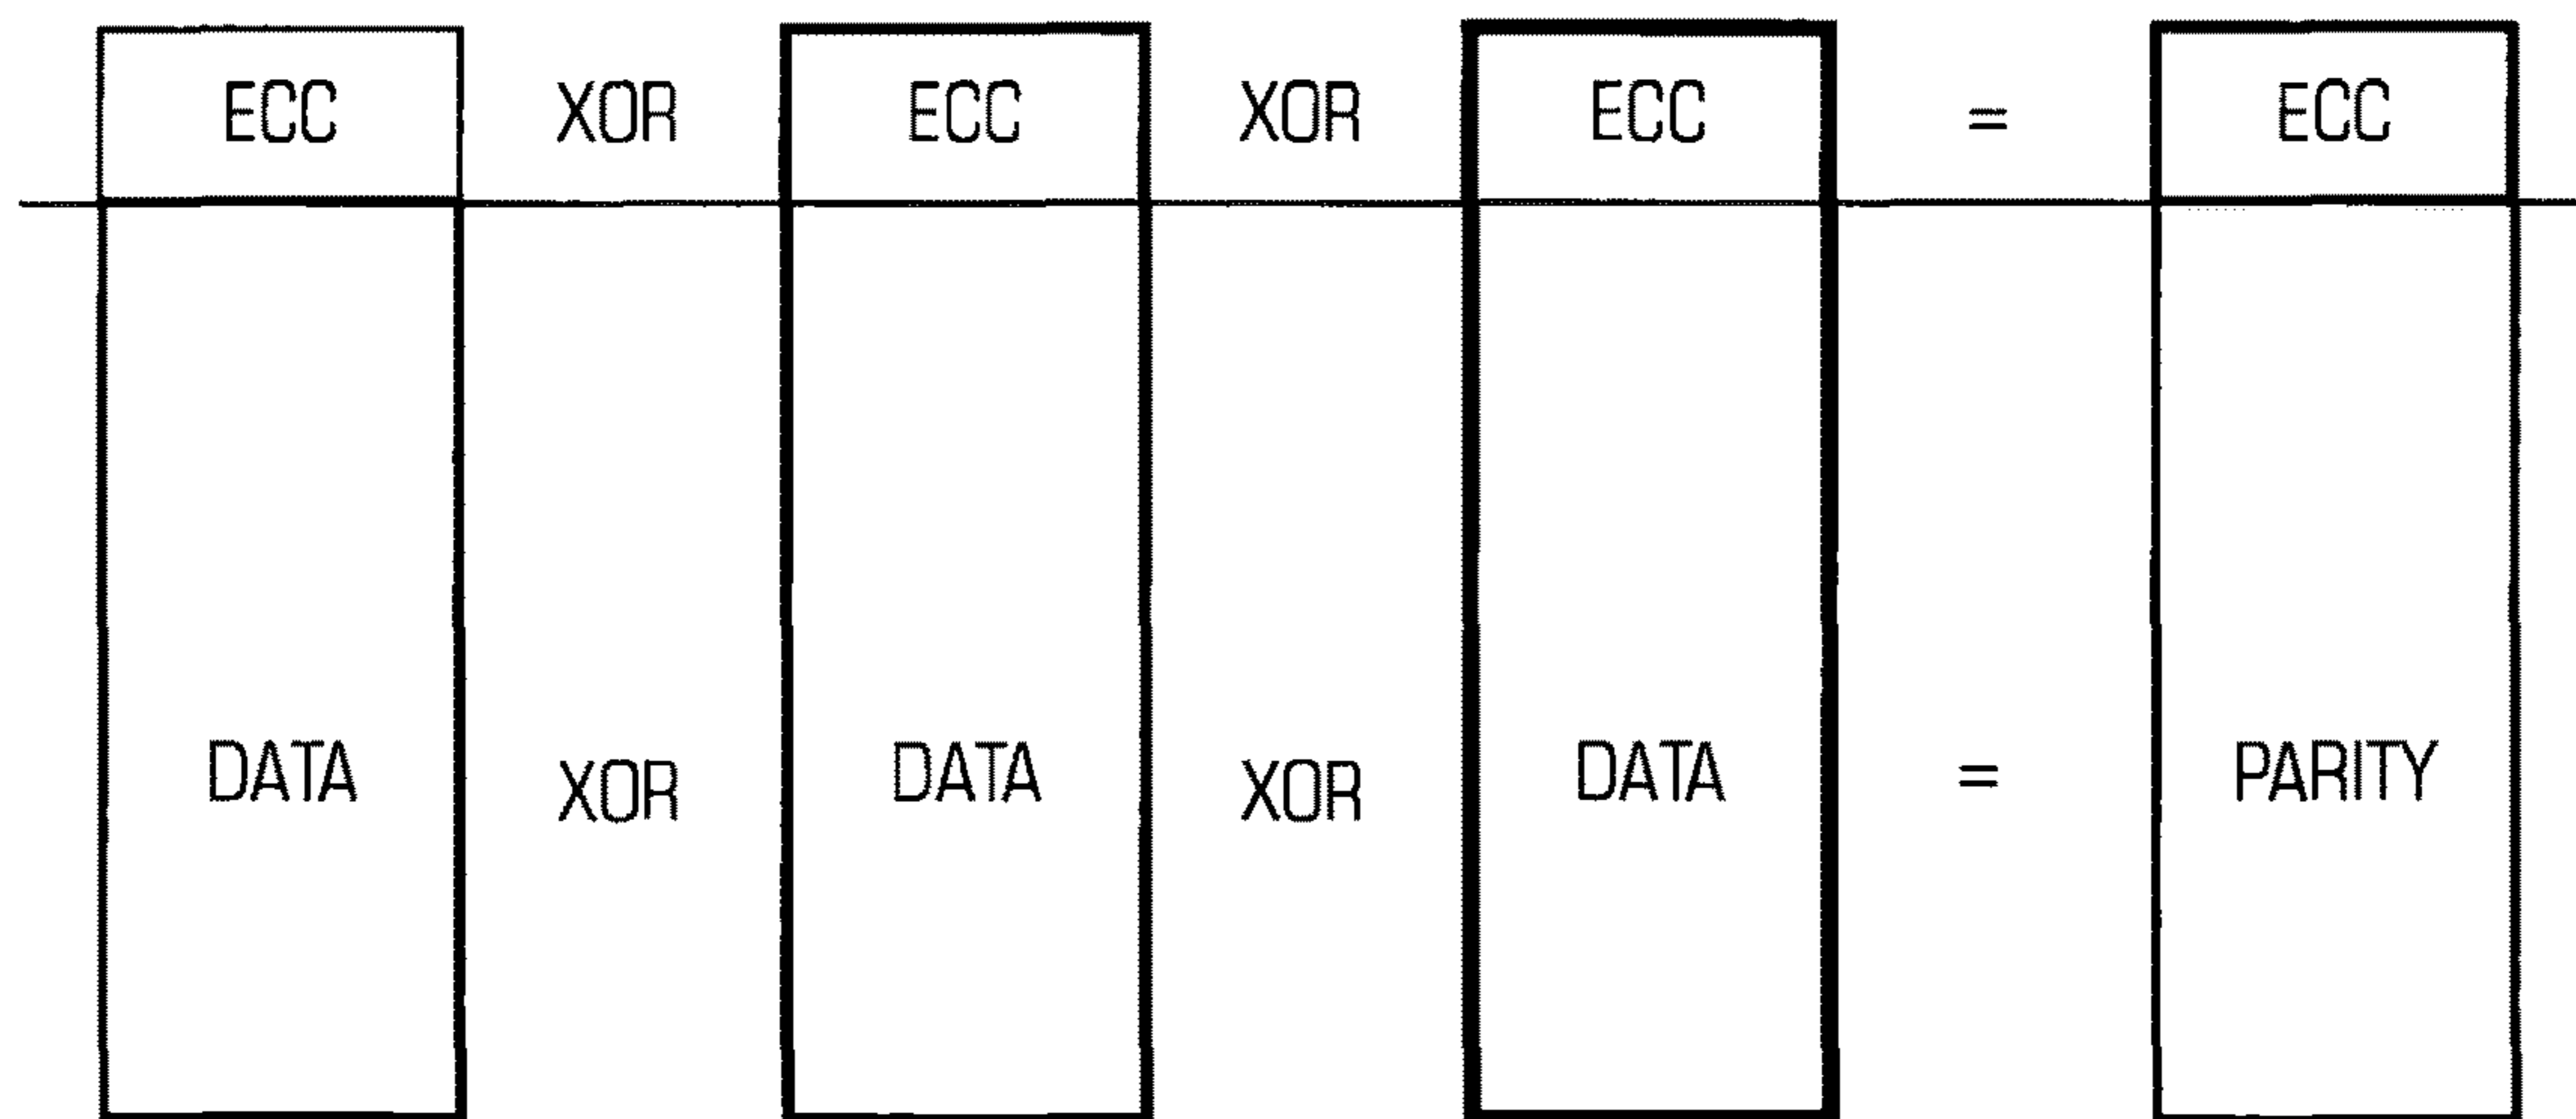 ECC XOR ECC XOR ECC = ECC
DATA XOR DATA XOR DATA = PARITY